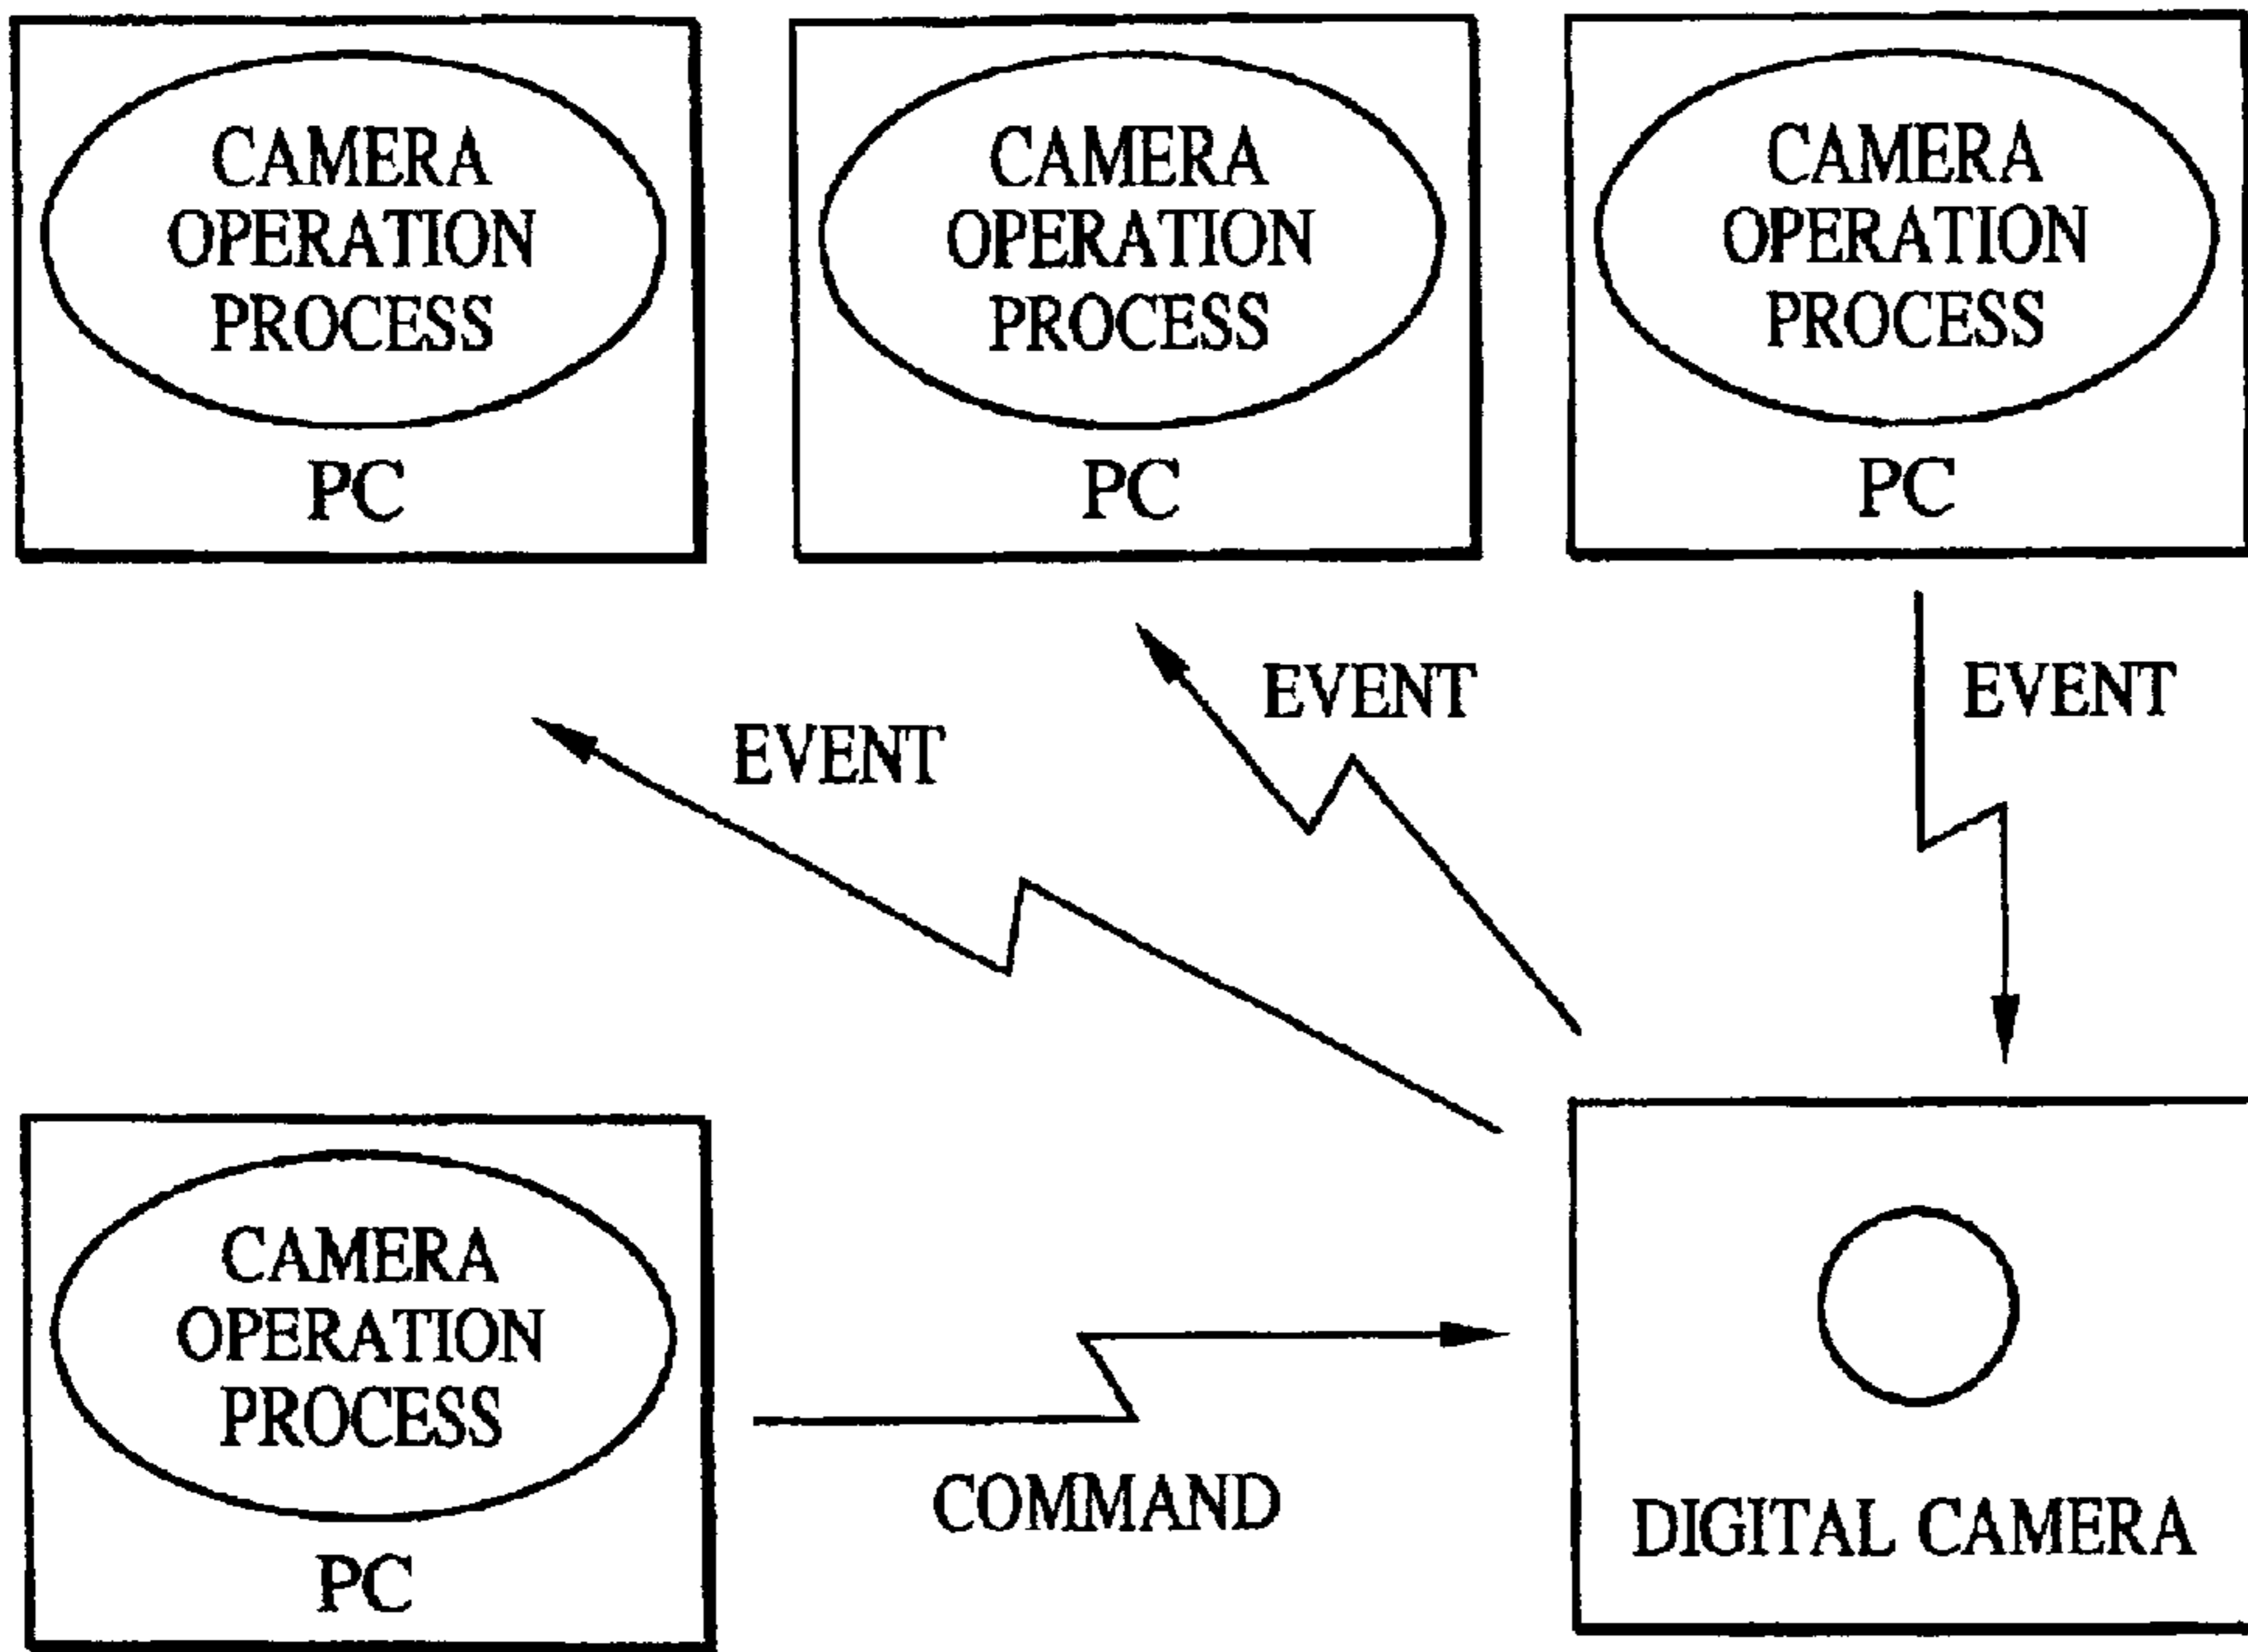 CAMERA
OPERATION
PROCESS
PC
CAMERA
OPERATION
PROCESS
PC
CAMERA
OPERATION
PROCESS
PC
EVENT
EVENT
EVENT
CAMERA
OPERATION
PROCESS
PC
COMMAND
DIGITAL CAMERA